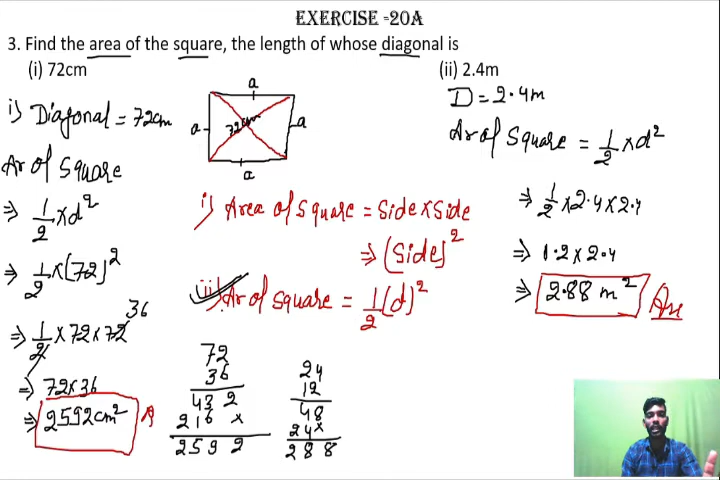 EXERCISE -20A
3. Find the area of the square, the length of whose diagonal is
(i) 72cm (ii) 2.4m
i) Diagonal = 72cm
Ar of Square
⇒ 1/2 × d²
⇒ 1/2 × (72)²
⇒ 1/2 × 72 × 72 36
⇒ 72×36
⇒ 2592cm²
a
a
72cm
a
a
i) Area of Square = Side × Side
⇒ (Side)²
ii) Ar of Square = 1/2 (d)²
72
36
432
216×
2592
24
12
48
24×
288
D = 2.4m
Ar of Square = 1/2 × d²
⇒ 1/2 × 2.4 × 2.4
⇒ 1.2 × 2.4
⇒ 2.88 m² Ans